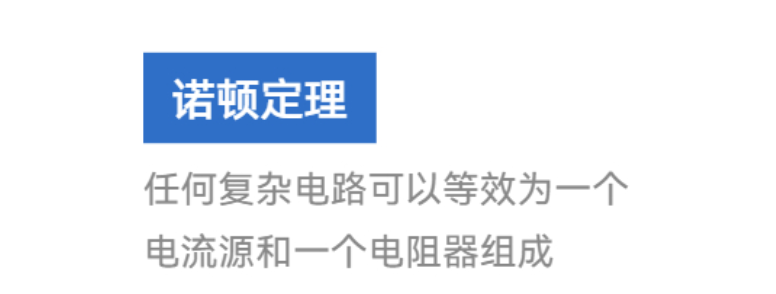 诺顿定理
任何复杂电路可以等效为一个
电流源和一个电阻器组成